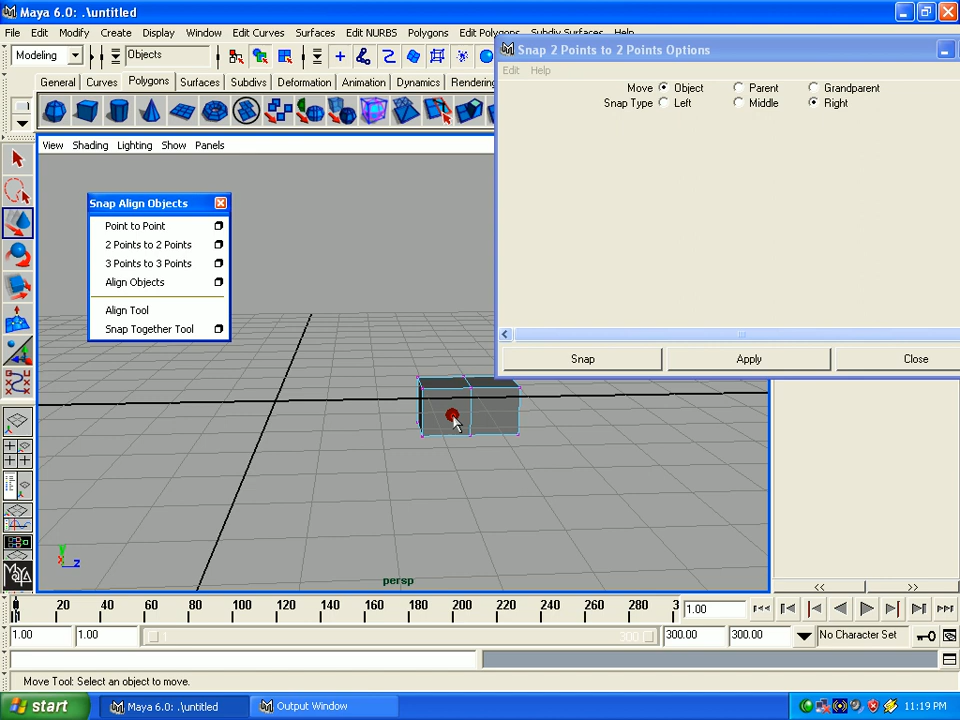 Maya 6.0: .\untitled
File Edit Modify Create Display Window Edit Curves Surfaces Edit NURBS Polygons Edit Polygons Subdiv Surfaces Edit
Modeling Objects
General Curves Polygons Surfaces Subdivs Deformation Animation Dynamics Rendering
View Shading Lighting Show Panels
Snap Align Objects
Point to Point
2 Points to 2 Points
3 Points to 3 Points
Align Objects
Align Tool
Snap Together Tool
Snap 2 Points to 2 Points Options
Edit Help
Move Object Parent Grandparent
Snap Type Left Middle Right
Snap Apply Close
y
x z
persp
<< >>
20 40 60 80 100 120 140 160 180 200 220 240 260 280 3 1.00
1.00 1.00 1 300 300.00 300.00 No Character Set
Move Tool: Select an object to move.
start Maya 6.0: .\untitled Output Window 11:19 PM